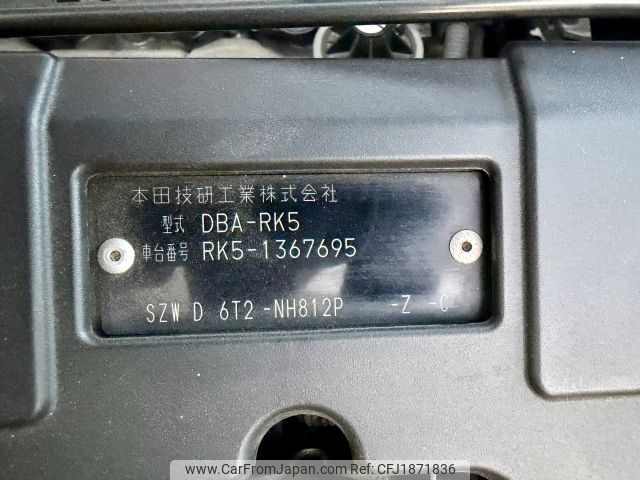 本田技研工業株式会社
型式 DBA-RK5
車台番号 RK5-1367695
SZW D 6T2 -NH812P -Z -C
www.CarFromJapan.com Car Ref: CFJ1871836